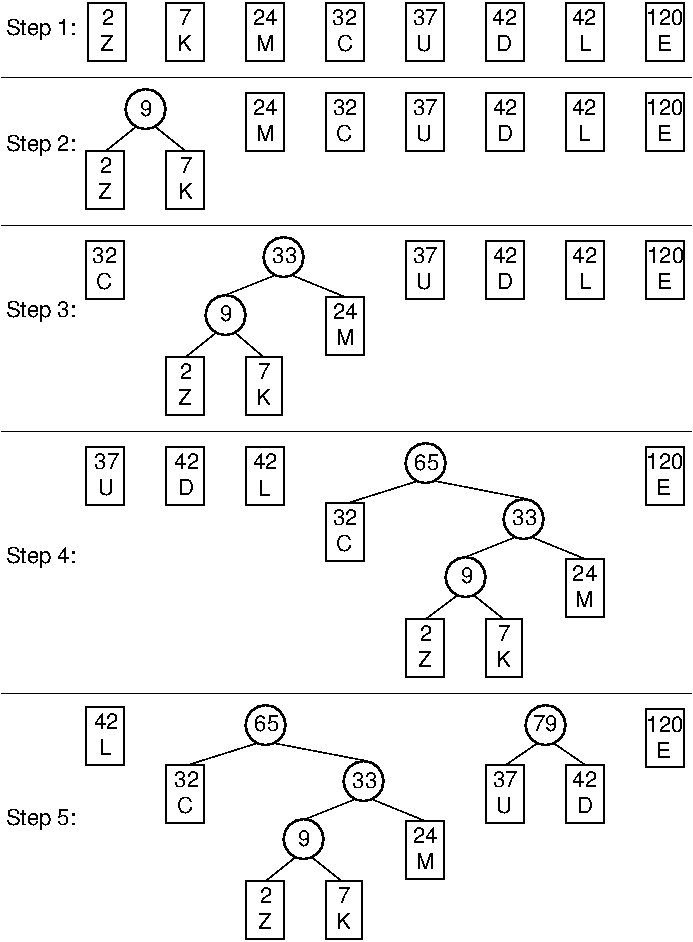 Step 1: 2 7 24 32 37 42 42 120
Z K M C U D L E
9 24 32 37 42 42 120
M C U D L E
Step 2:
2 7
Z K
32 33 37 42 42 120
C U D L E
Step 3: 9 24
M
2 7
Z K
37 42 42 65 120
U D L E
32 33
C
Step 4:
9 24
M
2 7
Z K
42 65 79 120
L E
32 33 37 42
C U D
Step 5:
9 24
M
2 7
Z K